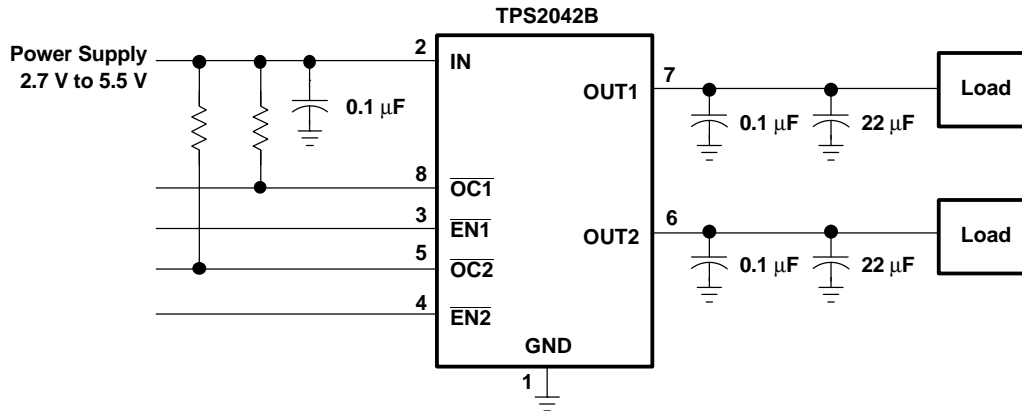 TPS2042B
Power Supply
2.7 V to 5.5 V
2
IN
0.1 μF
8
OC1
3
EN1
5
OC2
4
EN2
GND
1
OUT1
7
0.1 μF
22 μF
Load
OUT2
6
0.1 μF
22 μF
Load